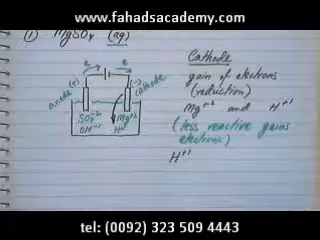 www.fahadsacademy.com
① MgSO₄ (aq)
Cathode
gain of electrons
(reduction)
Mg⁺² and H⁺¹
(less reactive gains
electrons)
H⁺¹
e e
anode (+)
(-) cathode
SO₄⁻² Mg⁺²
OH⁻¹ H⁺¹
tel: (0092) 323 509 4443